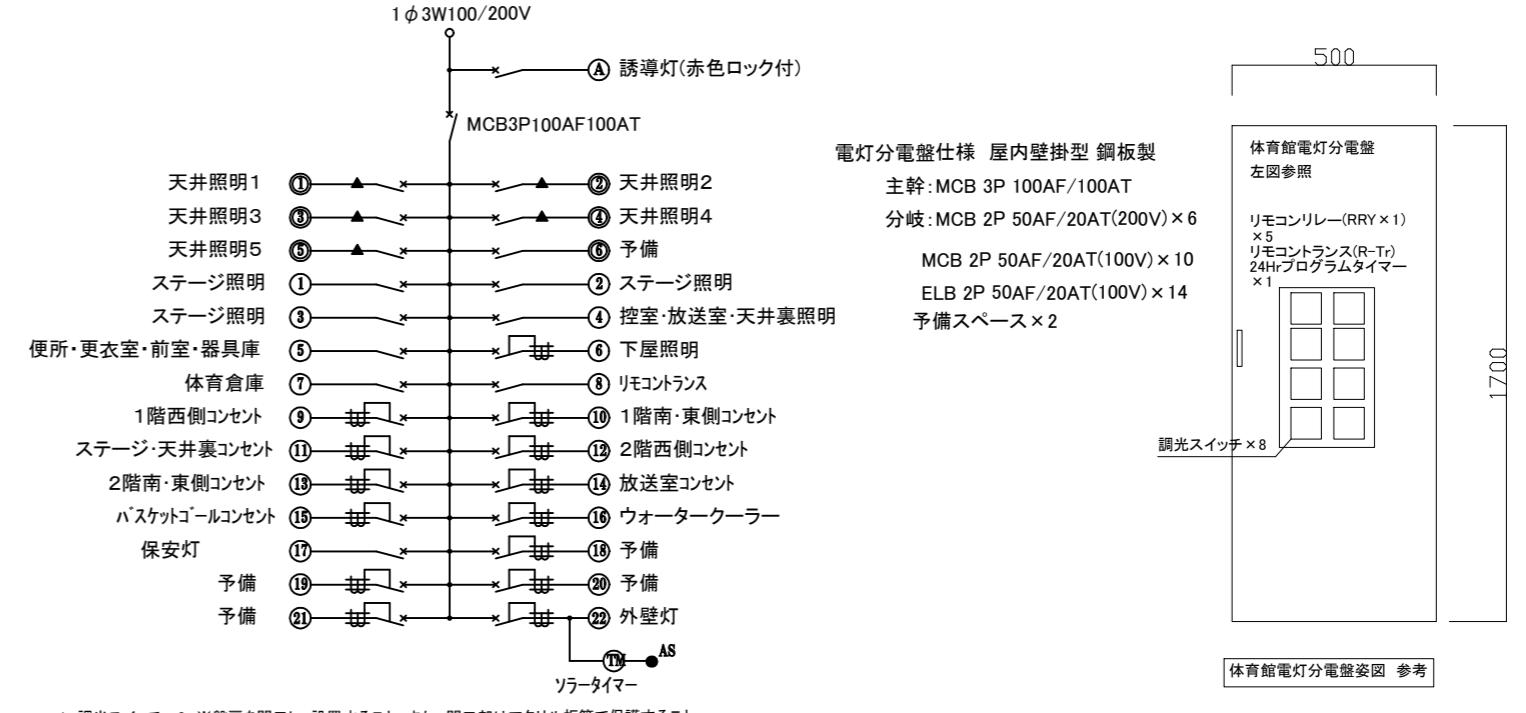 1φ3W100/200V
Ⓐ 誘導灯(赤色ロック付)
MCB3P100AF100AT
天井照明1 ① ② 天井照明2
天井照明3 ③ ④ 天井照明4
天井照明5 ⑤ ⑥ 予備
ステージ照明 ① ② ステージ照明
ステージ照明 ③ ④ 控室・放送室・天井裏照明
便所・更衣室・前室・器具庫 ⑤ ⑥ 下屋照明
体育倉庫 ⑦ ⑧ リモコントランス
1階西側コンセント ⑨ ⑩ 1階南・東側コンセント
ステージ・天井裏コンセント ⑪ ⑫ 2階西側コンセント
2階南・東側コンセント ⑬ ⑭ 放送室コンセント
バスケットゴールコンセント ⑮ ⑯ ウォータークーラー
保安灯 ⑰ ⑱ 予備
予備 ⑲ ⑳ 予備
予備 ㉑ ㉒ 外壁灯
TM AS
ソラータイマー
電灯分電盤仕様 屋内壁掛型 鋼板製
主幹:MCB 3P 100AF/100AT
分岐:MCB 2P 50AF/20AT(200V)×6
MCB 2P 50AF/20AT(100V)×10
ELB 2P 50AF/20AT(100V)×14
予備スペース×2
500
体育館電灯分電盤
左図参照
リモコンリレー(RRY×1)
×5
リモコントランス(R-Tr)
24Hrプログラムタイマー
×1
調光スイッチ×8
1700
体育館電灯分電盤姿図 参考